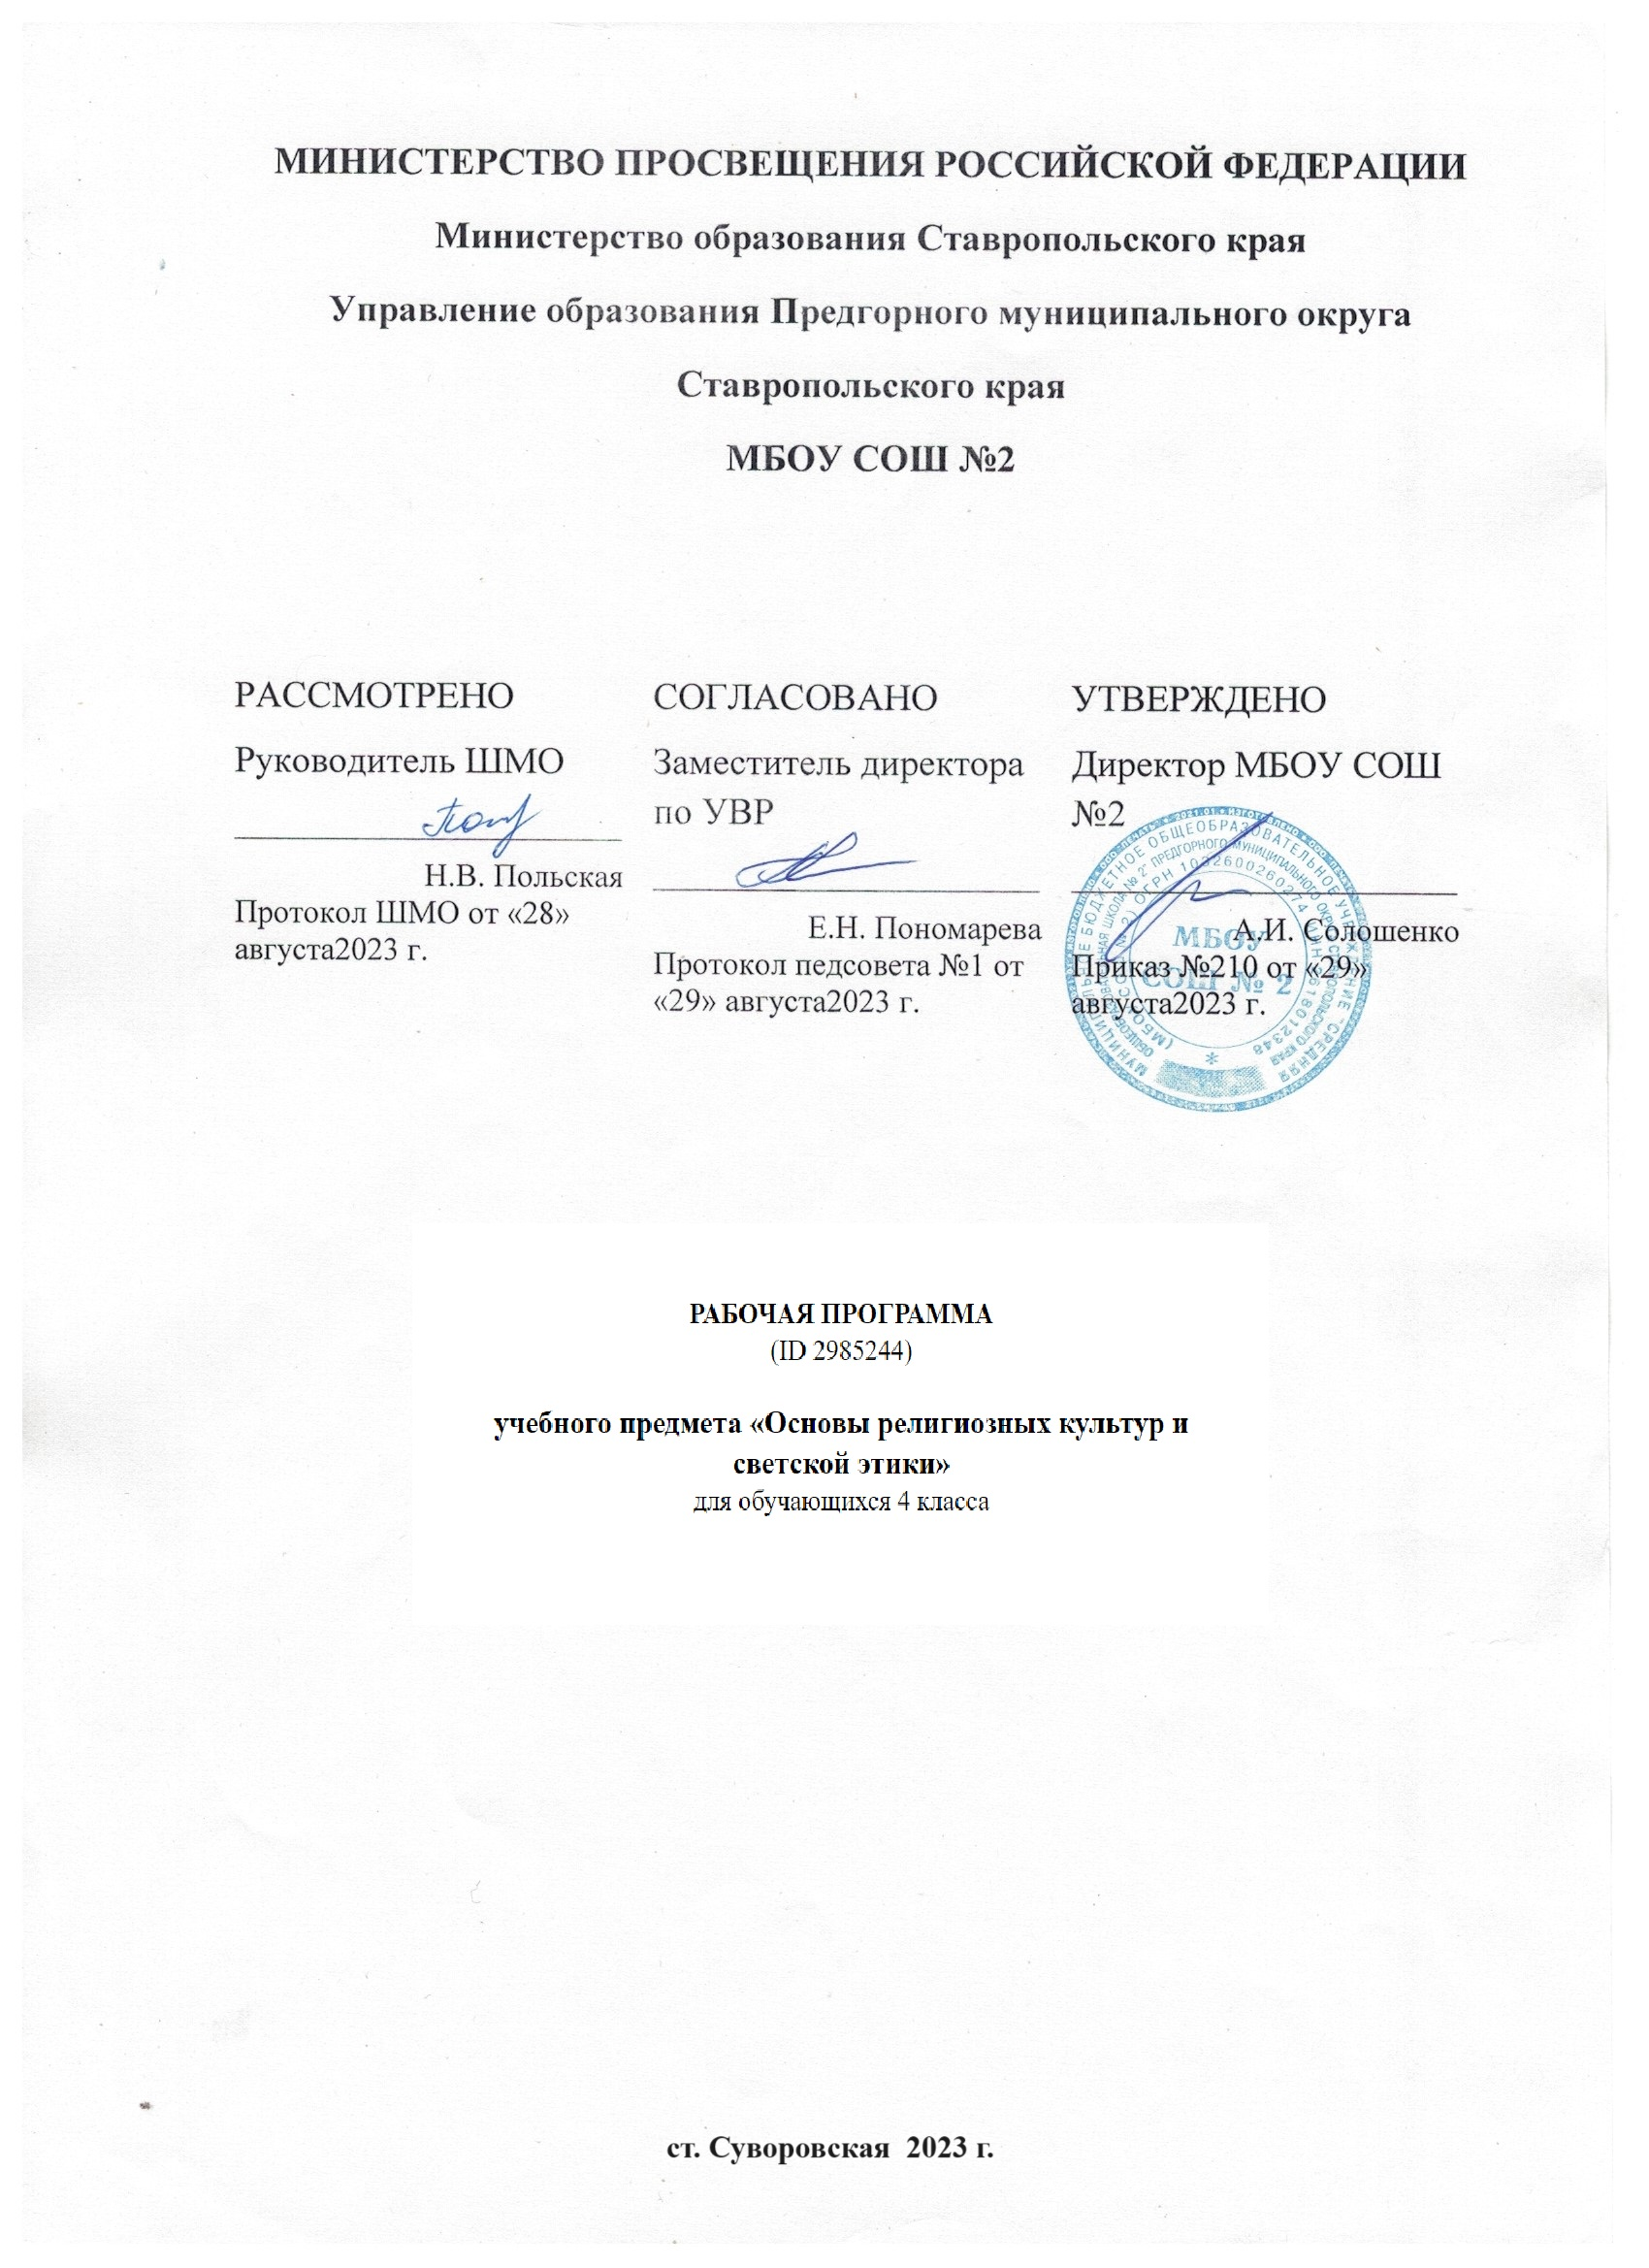 МИНИСТЕРСТВО ПРОСВЕЩЕНИЯ РОССИЙСКОЙ ФЕДЕРАЦИИ
Министерство образования Ставропольского края
Управление образования Предгорного муниципального округа
Ставропольского края
МБОУ СОШ №2
РАССМОТРЕНО
Руководитель ШМО
Н.В. Польская
Протокол ШМО от «28»
августа2023 г.
СОГЛАСОВАНО
Заместитель директора
по УВР
Е.Н. Пономарева
Протокол педсовета №1 от
«29» августа2023 г.
УТВЕРЖДЕНО
Директор МБОУ СОШ
№2
А.И. Солошенко
Приказ №210 от «29»
августа2023 г.
МБОУ
СОШ № 2
РАБОЧАЯ ПРОГРАММА
(ID 2985244)
учебного предмета «Основы религиозных культур и
светской этики»
для обучающихся 4 класса
ст. Суворовская 2023 г.